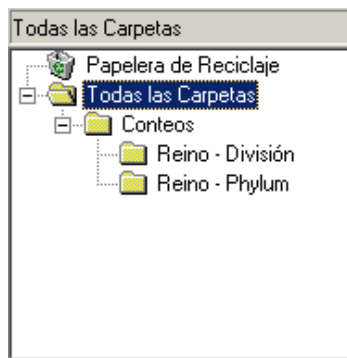 Todas las Carpetas
Papelera de Reciclaje
Todas las Carpetas
Conteos
Reino - División
Reino - Phylum